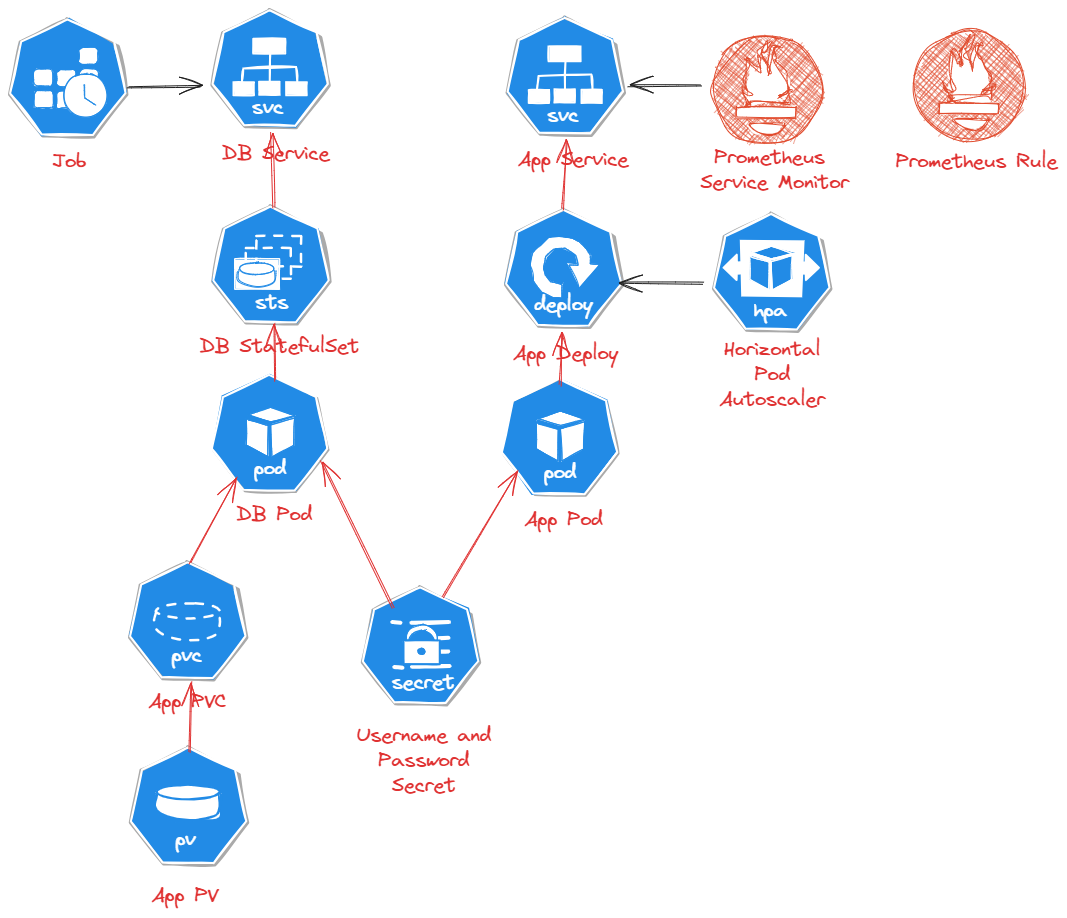 svc
svc
Job
DB Service
App Service
Prometheus
Service Monitor
Prometheus Rule
sts
deploy
hpa
DB StatefulSet
App Deploy
Horizontal
Pod
Autoscaler
pod
pod
DB Pod
App Pod
pvc
secret
App PVC
Username and
Password
Secret
pv
App PV